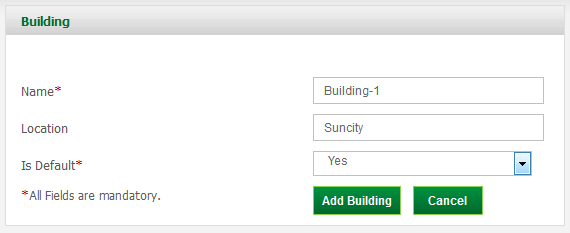 Building
Name* Building-1
Location Suncity
Is Default* Yes
*All Fields are mandatory. Add Building Cancel